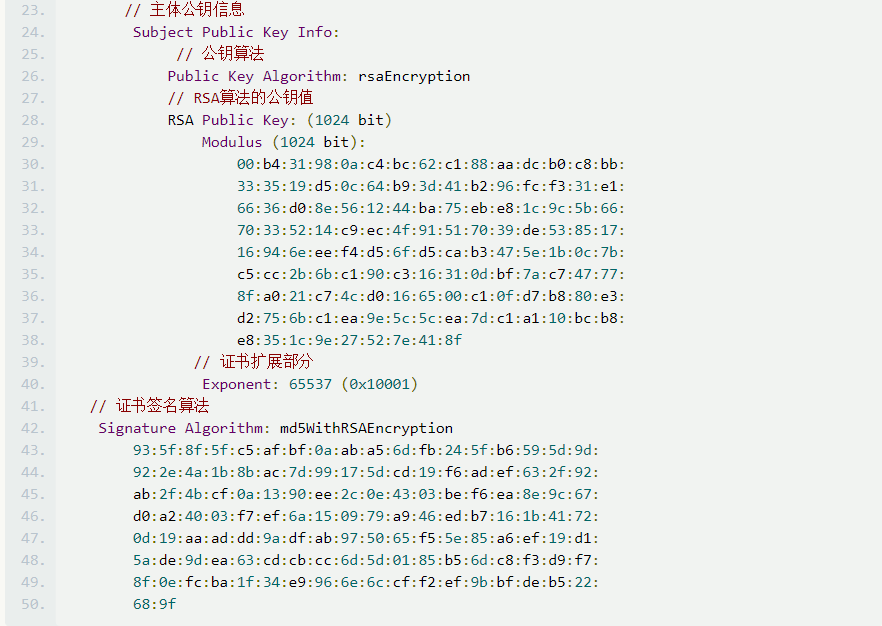 23. // 主体公钥信息
24. Subject Public Key Info:
25. // 公钥算法
26. Public Key Algorithm: rsaEncryption
27. // RSA算法的公钥值
28. RSA Public Key: (1024 bit)
29. Modulus (1024 bit):
30. 00:b4:31:98:0a:c4:bc:62:c1:88:aa:dc:b0:c8:bb:
31. 33:35:19:d5:0c:64:b9:3d:41:b2:96:fc:f3:31:e1:
32. 66:36:d0:8e:56:12:44:ba:75:eb:e8:1c:9c:5b:66:
33. 70:33:52:14:c9:ec:4f:91:51:70:39:de:53:85:17:
34. 16:94:6e:ee:f4:d5:6f:d5:ca:b3:47:5e:1b:0c:7b:
35. c5:cc:2b:6b:c1:90:c3:16:31:0d:bf:7a:c7:47:77:
36. 8f:a0:21:c7:4c:d0:16:65:00:c1:0f:d7:b8:80:e3:
37. d2:75:6b:c1:ea:9e:5c:5c:ea:7d:c1:a1:10:bc:b8:
38. e8:35:1c:9e:27:52:7e:41:8f
39. // 证书扩展部分
40. Exponent: 65537 (0x10001)
41. // 证书签名算法
42. Signature Algorithm: md5WithRSAEncryption
43. 93:5f:8f:5f:c5:af:bf:0a:ab:a5:6d:fb:24:5f:b6:59:5d:9d:
44. 92:2e:4a:1b:8b:ac:7d:99:17:5d:cd:19:f6:ad:ef:63:2f:92:
45. ab:2f:4b:cf:0a:13:90:ee:2c:0e:43:03:be:f6:ea:8e:9c:67:
46. d0:a2:40:03:f7:ef:6a:15:09:79:a9:46:ed:b7:16:1b:41:72:
47. 0d:19:aa:ad:dd:9a:df:ab:97:50:65:f5:5e:85:a6:ef:19:d1:
48. 5a:de:9d:ea:63:cd:cb:cc:6d:5d:01:85:b5:6d:c8:f3:d9:f7:
49. 8f:0e:fc:ba:1f:34:e9:96:6e:6c:cf:f2:ef:9b:bf:de:b5:22:
50. 68:9f